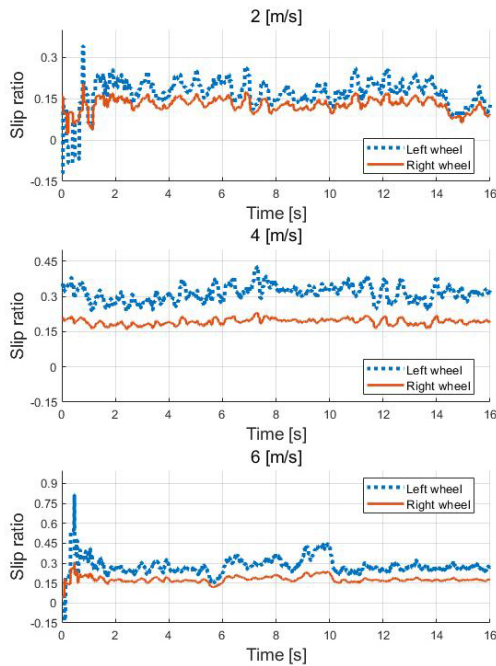 2 [m/s]
Slip ratio
0.3
0.15
0
-0.15
Left wheel
Right wheel
0 2 4 6 8 10 12 14 16
Time [s]
4 [m/s]
Slip ratio
0.45
0.3
0.15
0
-0.15
Left wheel
Right wheel
0 2 4 6 8 10 12 14 16
Time [s]
6 [m/s]
Slip ratio
0.9
0.75
0.6
0.45
0.3
0.15
0
-0.15
Left wheel
Right wheel
0 2 4 6 8 10 12 14 16
Time [s]